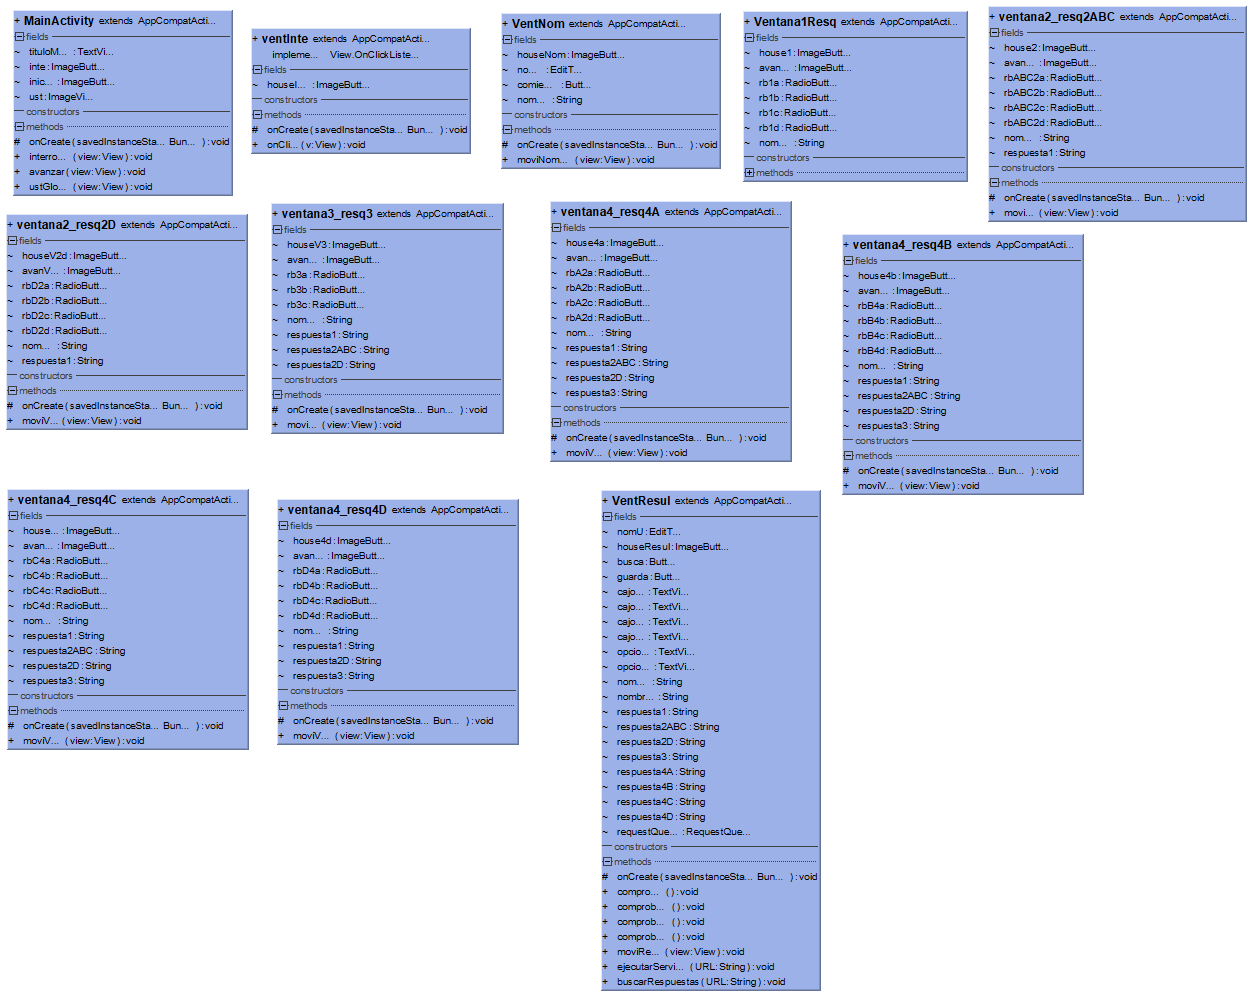 + MainActivity extends AppCompatActi...
fields
~ tituloM... : TextVi...
~ inte : ImageButt...
~ inic... : ImageButt...
~ ust : ImageVi...
constructors
methods
# onCreate ( savedInstanceSta... Bun... ) : void
+ interro... ( view: View ) : void
+ avanzar ( view: View ) : void
+ ustGlo... ( view: View ) : void
+ ventInte extends AppCompatActi...
impleme... View.OnClickListe...
fields
~ houseI... : ImageButt...
constructors
methods
# onCreate ( savedInstanceSta... Bun... ) : void
+ onCli... ( v: View ) : void
+ VentNom extends AppCompatActi...
fields
~ houseNom : ImageButt...
~ no... : EditT...
~ comie... : Butt...
~ nom... : String
constructors
methods
# onCreate ( savedInstanceSta... Bun... ) : void
+ moviNom... ( view: View ) : void
+ Ventana1Resq extends AppCompatActi...
fields
~ house1 : ImageButt...
~ avan... : ImageButt...
~ rb1a : RadioButt...
~ rb1b : RadioButt...
~ rb1c : RadioButt...
~ rb1d : RadioButt...
~ nom... : String
constructors
methods
+ ventana2_resq2ABC extends AppCompatActi...
fields
~ house2 : ImageButt...
~ avan... : ImageButt...
~ rbABC2a : RadioButt...
~ rbABC2b : RadioButt...
~ rbABC2c : RadioButt...
~ rbABC2d : RadioButt...
~ nom... : String
~ respuesta1 : String
constructors
methods
# onCreate ( savedInstanceSta... Bun... ) : void
+ movi... ( view: View ) : void
+ ventana2_resq2D extends AppCompatActi...
fields
~ houseV2d : ImageButt...
~ avanV... : ImageButt...
~ rbD2a : RadioButt...
~ rbD2b : RadioButt...
~ rbD2c : RadioButt...
~ rbD2d : RadioButt...
~ nom... : String
~ respuesta1 : String
constructors
methods
# onCreate ( savedInstanceSta... Bun... ) : void
+ moviV... ( view: View ) : void
+ ventana3_resq3 extends AppCompatActi...
fields
~ houseV3 : ImageButt...
~ avan... : ImageButt...
~ rb3a : RadioButt...
~ rb3b : RadioButt...
~ rb3c : RadioButt...
~ nom... : String
~ respuesta1 : String
~ respuesta2ABC : String
~ respuesta2D : String
constructors
methods
# onCreate ( savedInstanceSta... Bun... ) : void
+ movi... ( view: View ) : void
+ ventana4_resq4A extends AppCompatActi...
fields
~ house4a : ImageButt...
~ avan... : ImageButt...
~ rbA2a : RadioButt...
~ rbA2b : RadioButt...
~ rbA2c : RadioButt...
~ rbA2d : RadioButt...
~ nom... : String
~ respuesta1 : String
~ respuesta2ABC : String
~ respuesta2D : String
~ respuesta3 : String
constructors
methods
# onCreate ( savedInstanceSta... Bun... ) : void
+ moviV... ( view: View ) : void
+ ventana4_resq4B extends AppCompatActi...
fields
~ house4b : ImageButt...
~ avan... : ImageButt...
~ rbB4a : RadioButt...
~ rbB4b : RadioButt...
~ rbB4c : RadioButt...
~ rbB4d : RadioButt...
~ nom... : String
~ respuesta1 : String
~ respuesta2ABC : String
~ respuesta2D : String
~ respuesta3 : String
constructors
methods
# onCreate ( savedInstanceSta... Bun... ) : void
+ moviV... ( view: View ) : void
+ ventana4_resq4C extends AppCompatActi...
fields
~ house... : ImageButt...
~ avan... : ImageButt...
~ rbC4a : RadioButt...
~ rbC4b : RadioButt...
~ rbC4c : RadioButt...
~ rbC4d : RadioButt...
~ nom... : String
~ respuesta1 : String
~ respuesta2ABC : String
~ respuesta2D : String
~ respuesta3 : String
constructors
methods
# onCreate ( savedInstanceSta... Bun... ) : void
+ moviV... ( view: View ) : void
+ ventana4_resq4D extends AppCompatActi...
fields
~ house4d : ImageButt...
~ avan... : ImageButt...
~ rbD4a : RadioButt...
~ rbD4b : RadioButt...
~ rbD4c : RadioButt...
~ rbD4d : RadioButt...
~ nom... : String
~ respuesta1 : String
~ respuesta2D : String
~ respuesta3 : String
constructors
methods
# onCreate ( savedInstanceSta... Bun... ) : void
+ moviV... ( view: View ) : void
+ VentResul extends AppCompatActi...
fields
~ nomU : EditT...
~ houseResul : ImageButt...
~ busca : Butt...
~ guarda : Butt...
~ cajo... : TextVi...
~ cajo... : TextVi...
~ cajo... : TextVi...
~ cajo... : TextVi...
~ opcio... : TextVi...
~ opcio... : TextVi...
~ nom... : String
~ nombr... : String
~ respuesta1 : String
~ respuesta2ABC : String
~ respuesta2D : String
~ respuesta3 : String
~ respuesta4A : String
~ respuesta4B : String
~ respuesta4C : String
~ respuesta4D : String
~ requestQue... : RequestQue...
constructors
methods
# onCreate ( savedInstanceSta... Bun... ) : void
+ compro... ( ) : void
+ comprob... ( ) : void
+ comprob... ( ) : void
+ comprob... ( ) : void
+ moviRe... ( view: View ) : void
+ ejecutarServi... ( URL: String ) : void
+ buscarRespuestas ( URL: String ) : void